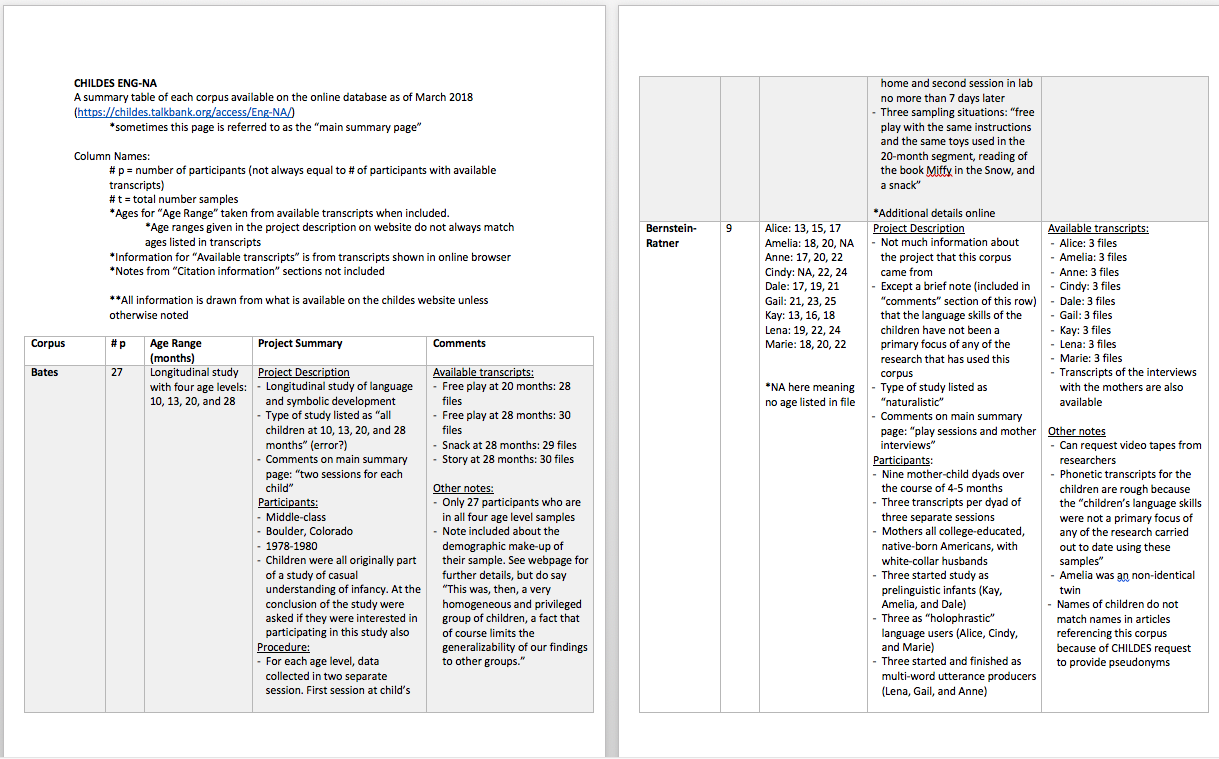 CHILDES ENG-NA
A summary table of each corpus available on the online database as of March 2018
(https://childes.talkbank.org/access/Eng-NA/)
*sometimes this page is referred to as the “main summary page”
Column Names:
# p = number of participants (not always equal to # of participants with available
transcripts)
# t = total number samples
*Ages for “Age Range” taken from available transcripts when included.
*Age ranges given in the project description on website do not always match
ages listed in transcripts
*Information for “Available transcripts” is from transcripts shown in online browser
*Notes from “Citation information” sections not included
**All information is drawn from what is available on the childes website unless
otherwise noted
Corpus
# p
Age Range
(months)
Project Summary
Comments
Bates
27
Longitudinal study
with four age levels:
10, 13, 20, and 28
Project Description
- Longitudinal study of language
and symbolic development
- Type of study listed as “all
children at 10, 13, 20, and 28
months” (error?)
- Comments on main summary
page: “two sessions for each
child”
Participants:
- Middle-class
- Boulder, Colorado
- 1978-1980
- Children were all originally part
of a study of casual
understanding of infancy. At the
conclusion of the study were
asked if they were interested in
participating in this study also
Procedure:
- For each age level, data
collected in two separate
session. First session at child’s
Available transcripts:
- Free play at 20 months: 28
files
- Free play at 28 months: 30
files
- Snack at 28 months: 29 files
- Story at 28 months: 30 files
Other notes:
- Only 27 participants who are
in all four age level samples
- Note included about the
demographic make-up of
their sample. See webpage for
further details, but do say
“This was, then, a very
homogeneous and privileged
group of children, a fact that
of course limits the
generalizability of our findings
to other groups.”
home and second session in lab
no more than 7 days later
- Three sampling situations: “free
play with the same instructions
and the same toys used in the
20-month segment, reading of
the book Miffy in the Snow, and
a snack”
*Additional details online
Bernstein-
Ratner
9
Alice: 13, 15, 17
Amelia: 18, 20, NA
Anne: 17, 20, 22
Cindy: NA, 22, 24
Dale: 17, 19, 21
Gail: 21, 23, 25
Kay: 13, 16, 18
Lena: 19, 22, 24
Marie: 18, 20, 22
*NA here meaning
no age listed in file
Project Description
- Not much information about
the project that this corpus
came from
- Except a brief note (included in
“comments” section of this row)
that the language skills of the
children have not been a
primary focus of any of the
research that has used this
corpus
- Type of study listed as
“naturalistic”
- Comments on main summary
page: “play sessions and mother
interviews”
Participants:
- Nine mother-child dyads over
the course of 4-5 months
- Three transcripts per dyad of
three separate sessions
- Mothers all college-educated,
native-born Americans, with
white-collar husbands
- Three started study as
prelinguistic infants (Kay,
Amelia, and Dale)
- Three as “holophrastic”
language users (Alice, Cindy,
and Marie)
- Three started and finished as
multi-word utterance producers
(Lena, Gail, and Anne)
Available transcripts:
- Alice: 3 files
- Amelia: 3 files
- Anne: 3 files
- Cindy: 3 files
- Dale: 3 files
- Gail: 3 files
- Kay: 3 files
- Lena: 3 files
- Marie: 3 files
- Transcripts of the interviews
with the mothers are also
available
Other notes
- Can request video tapes from
researchers
- Phonetic transcripts for the
children are rough because
the “children’s language skills
were not a primary focus of
any of the research carried
out to date using these
samples”
- Amelia was an non-identical
twin
- Names of children do not
match names in articles
referencing this corpus
because of CHILDES request
to provide pseudonyms